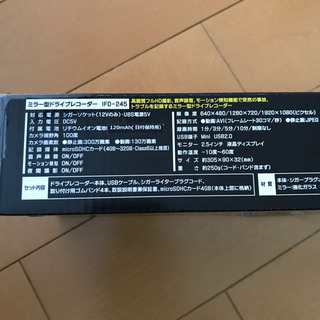 ミラー型ドライブレコーダー IFD-245
高画質フルHD撮影、音声録音、モーション検知機能で突然の事故、
トラブルを記録するミラー型ドライブレコーダー
対応電源 シガーソケット(12Vのみ)・USB電源5V
入力電圧 DC5V
付属電池 リチウムイオン電池(120mAh)(日付保持用)
カメラ視野角 100度
カメラ画素 ●静止画300万画素 ●動画130万画素
記録媒体 microSDHCカード(4GB~32GB・Class6以上推奨)
音声録音 ON/OFF
モーション検知 ON/OFF
動画撮影 ON/OFF
解像度 640×480/1280×720/1920×1080(ピクセル)
記録方式 ●動画:AVI(フレームレート30コマ/秒) ●静止画:JPEG
録画時間 1分/3分/5分/10分/制限なし
USB端子 Mini USB2.0
モニター 2.5インチ 液晶ディスプレイ
動作温度 -10度~60度
サイズ 約305×90×32(mm)
重さ 約250g(コード・バンド含まず)
セット内容 ドライブレコーダー本体、USBケーブル、シガーライタープラグコード、
取り付け用ゴムバンド4本、取扱説明書兼保証書、microSDHCカード4GB(本体上部に格納)
材質 本体・シガープラグ
ミラー:強化ガラス